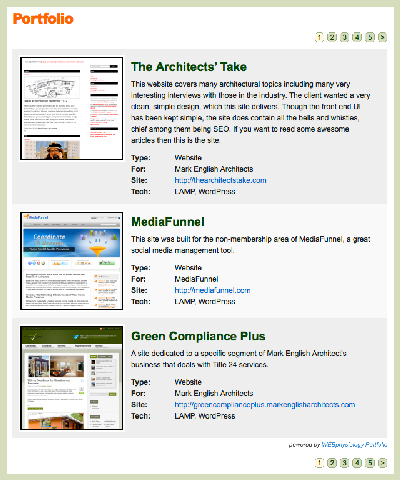 Portfolio
1 2 3 4 5 >
The Architects' Take
This website covers many architectural topics including many very
interesting interviews with those in the industry. The client wanted a very
clean, simple design, which this site delivers. Though the front end UI
has been kept simple, the site does contain all the bells and whistles,
chief among them being SEO. If you want to read some awesome
articles then this is the site.
Type: Website
For: Mark English Architects
Site: http://thearchitectstake.com
Tech: LAMP, WordPress
MediaFunnel
Coordinate
MediaFunnel
This site was built for the non-membership area of MediaFunnel, a great
social media management tool.
Type: Website
For: MediaFunnel
Site: http://mediafunnel.com
Tech: LAMP, WordPress
Green Compliance Plus
A site dedicated to a specific segment of Mark English Architect's
business that deals with Title 24 services.
Type: Website
For: Mark English Architects
Site: http://greencomplianceplus.markenglisharchitects.com
Tech: LAMP, WordPress
powered by WEBphysiology Portfolio
1 2 3 4 5 >